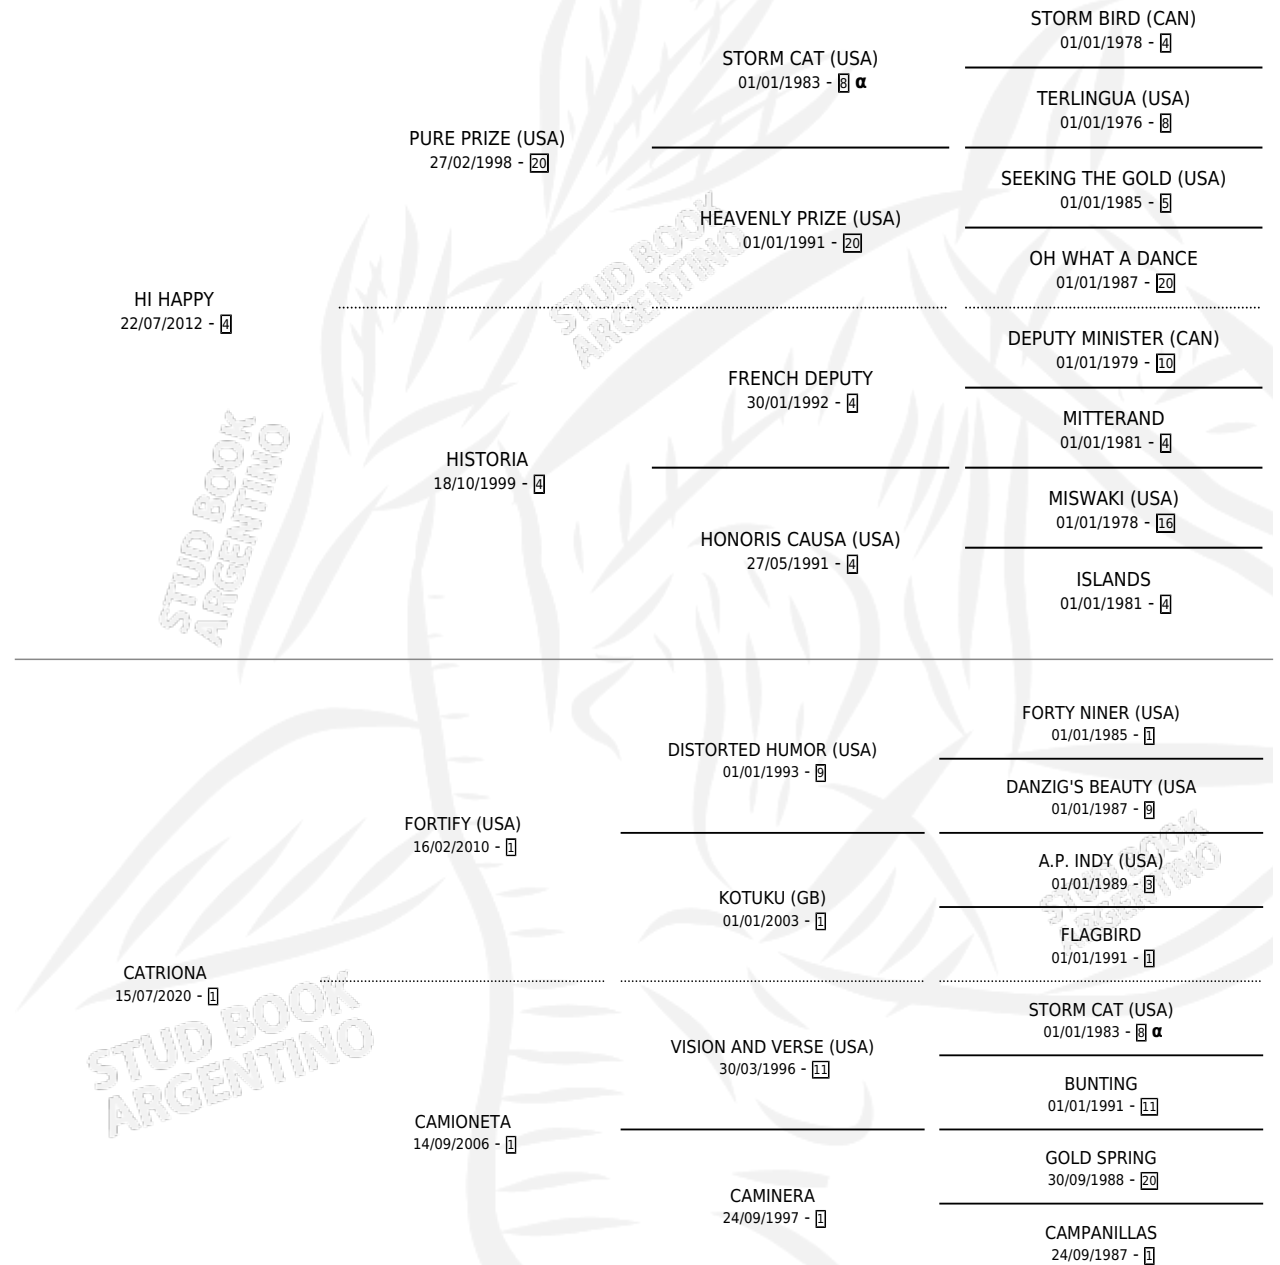 STORM BIRD (CAN)
01/01/1978 - 4
STORM CAT (USA)
01/01/1983 - 8 α
TERLINGUA (USA)
01/01/1976 - 8
PURE PRIZE (USA)
27/02/1998 - 20
SEEKING THE GOLD (USA)
01/01/1985 - 5
HEAVENLY PRIZE (USA)
01/01/1991 - 20
OH WHAT A DANCE
01/01/1987 - 20
HI HAPPY
22/07/2012 - 4
DEPUTY MINISTER (CAN)
01/01/1979 - 10
FRENCH DEPUTY
30/01/1992 - 4
MITTERAND
01/01/1981 - 4
HISTORIA
18/10/1999 - 4
MISWAKI (USA)
01/01/1978 - 16
HONORIS CAUSA (USA)
27/05/1991 - 4
ISLANDS
01/01/1981 - 4
STUD BOOK
ARGENTINO
STUD BOOK
ARGENTINO
FORTY NINER (USA)
01/01/1985 - 1
DISTORTED HUMOR (USA)
01/01/1993 - 9
DANZIG'S BEAUTY (USA
01/01/1987 - 9
FORTIFY (USA)
16/02/2010 - 1
A.P. INDY (USA)
01/01/1989 - 3
KOTUKU (GB)
01/01/2003 - 1
FLAGBIRD
01/01/1991 - 1
STUD BOOK
ARGENTINO
CATRIONA
15/07/2020 - 1
STORM CAT (USA)
01/01/1983 - 8 α
VISION AND VERSE (USA)
30/03/1996 - 11
BUNTING
01/01/1991 - 11
CAMIONETA
14/09/2006 - 1
GOLD SPRING
30/09/1988 - 20
CAMINERA
24/09/1997 - 1
CAMPANILLAS
24/09/1987 - 1
STUD BOOK
ARGENTINO